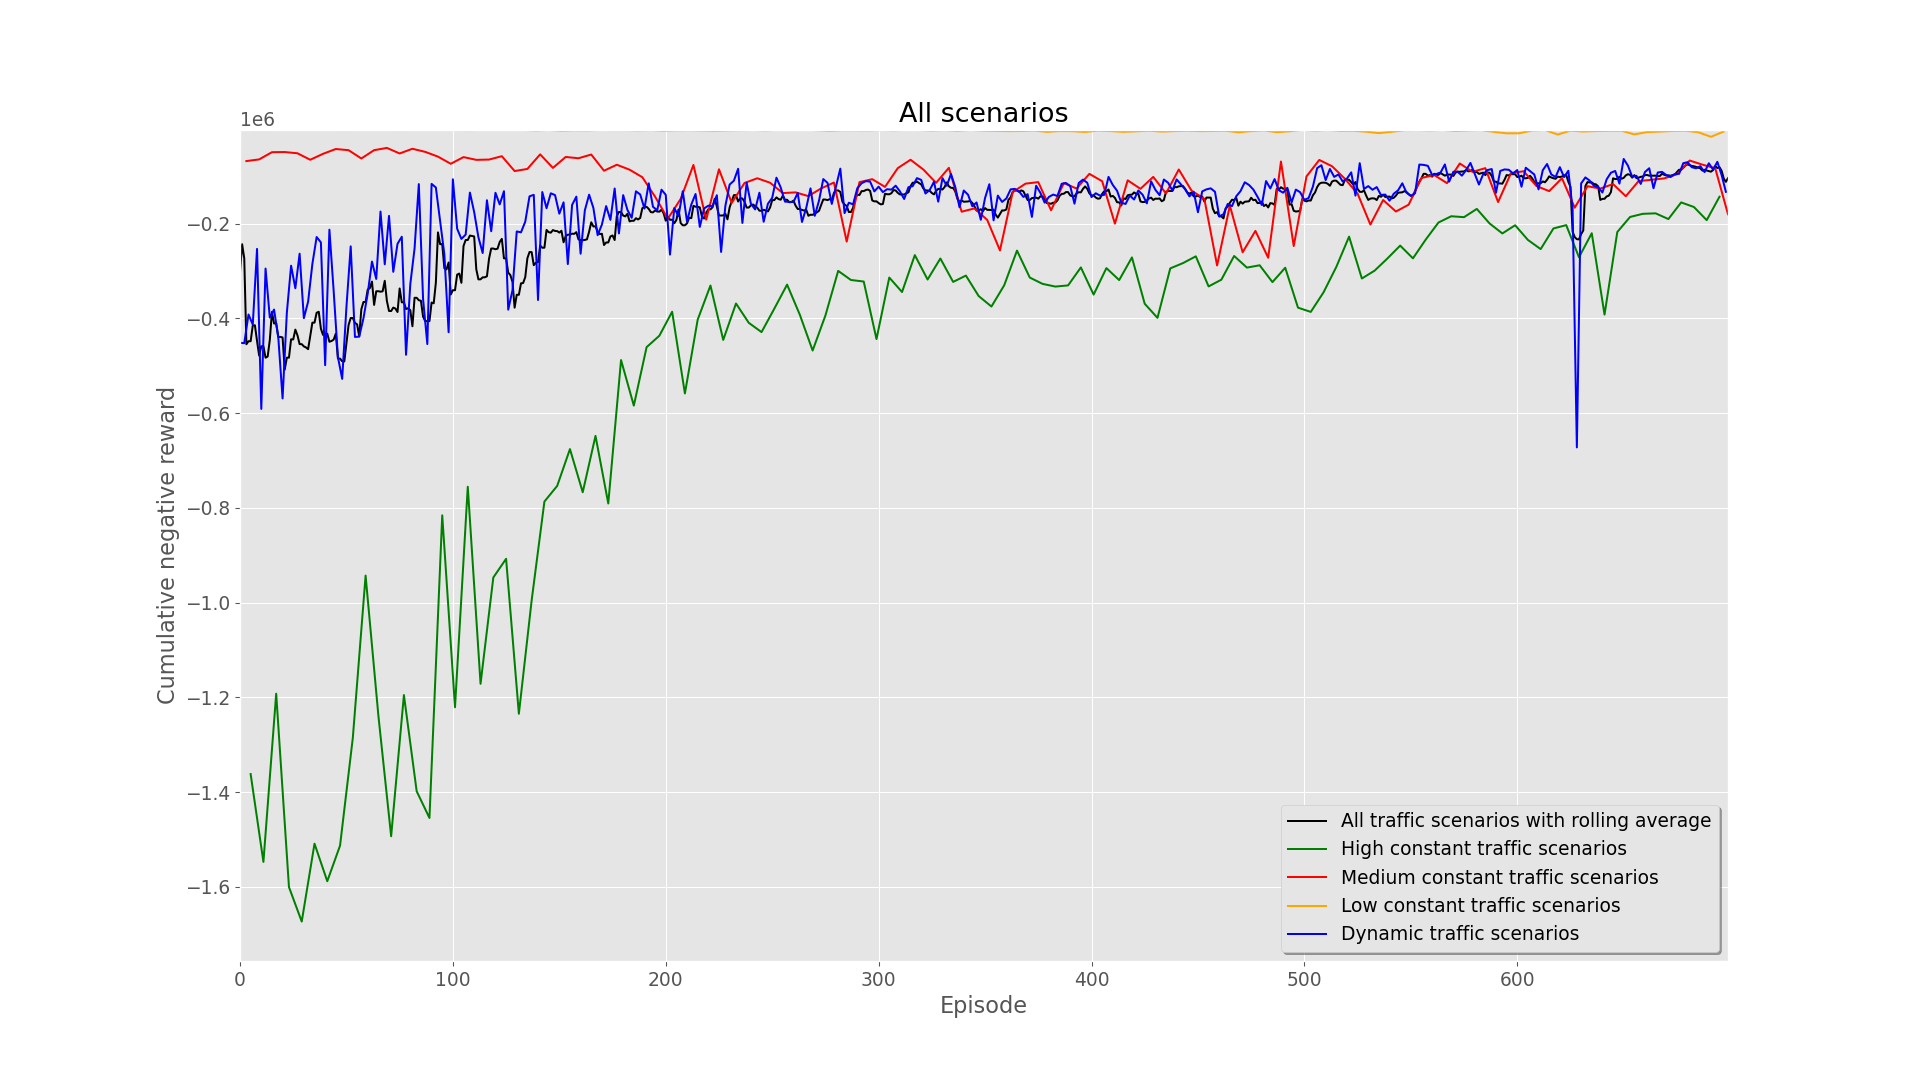 All scenarios
1e6
−0.2
−0.4
−0.6
−0.8
−1.0
−1.2
−1.4
−1.6
Cumulative negative reward
0 100 200 300 400 500 600
Episode
All traffic scenarios with rolling average
High constant traffic scenarios
Medium constant traffic scenarios
Low constant traffic scenarios
Dynamic traffic scenarios